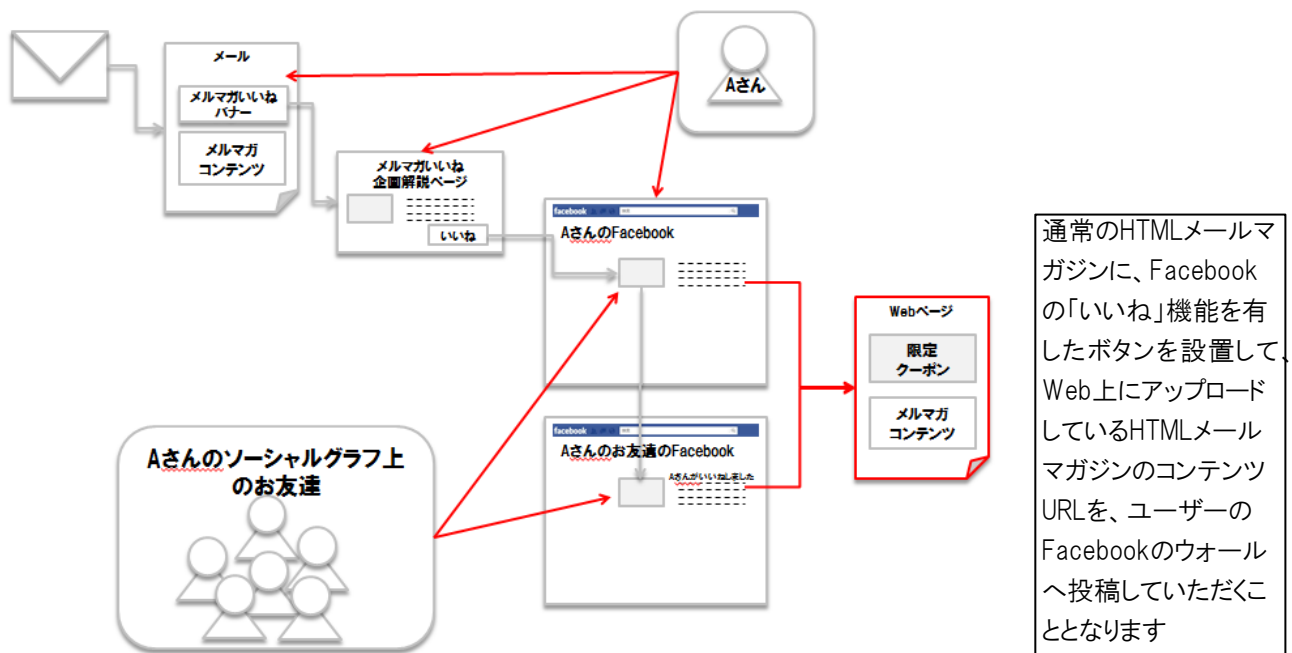 メール
メルマガいいね
バナー
メルマガ
コンテンツ
Aさん
メルマガいいね
企画解説ページ
いいね
facebook
AさんのFacebook
Webページ
限定
クーポン
メルマガ
コンテンツ
facebook
Aさんのお友達のFacebook
Aさんがいいねしました
Aさんのソーシャルグラフ上
のお友達
通常のHTMLメールマ
ガジンに、Facebook
の「いいね」機能を有
したボタンを設置して、
Web上にアップロード
しているHTMLメール
マガジンのコンテンツ
URLを、ユーザーの
Facebookのウォール
へ投稿していただくこ
ととなります